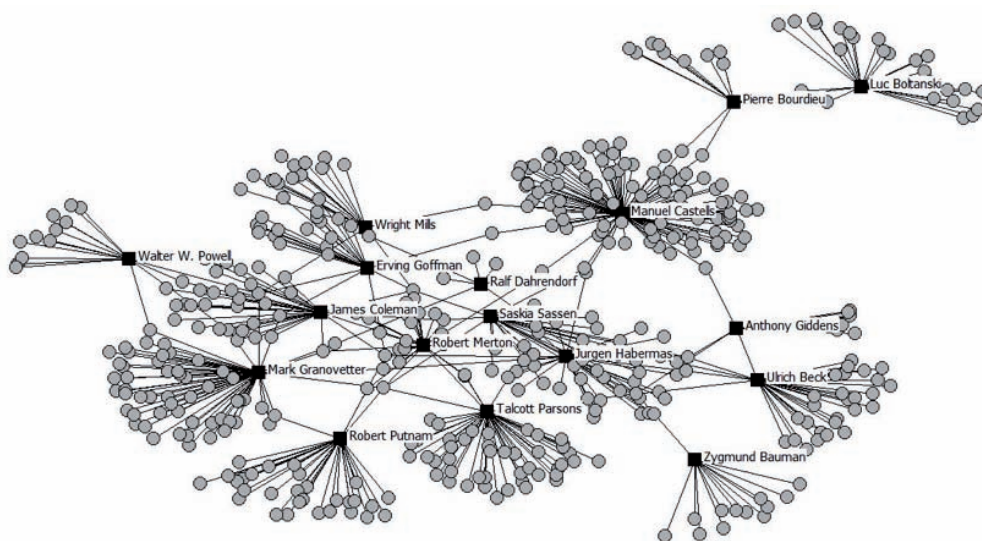 Luc Boltanski
Pierre Bourdieu
Manuel Castells
Wright Mills
Walter W. Powell
Erving Goffman
Ralf Dahrendorf
James Coleman
Saskia Sassen
Anthony Giddens
Robert Merton
Jurgen Habermas
Mark Granovetter
Ulrich Beck
Talcott Parsons
Robert Putnam
Zygmund Bauman